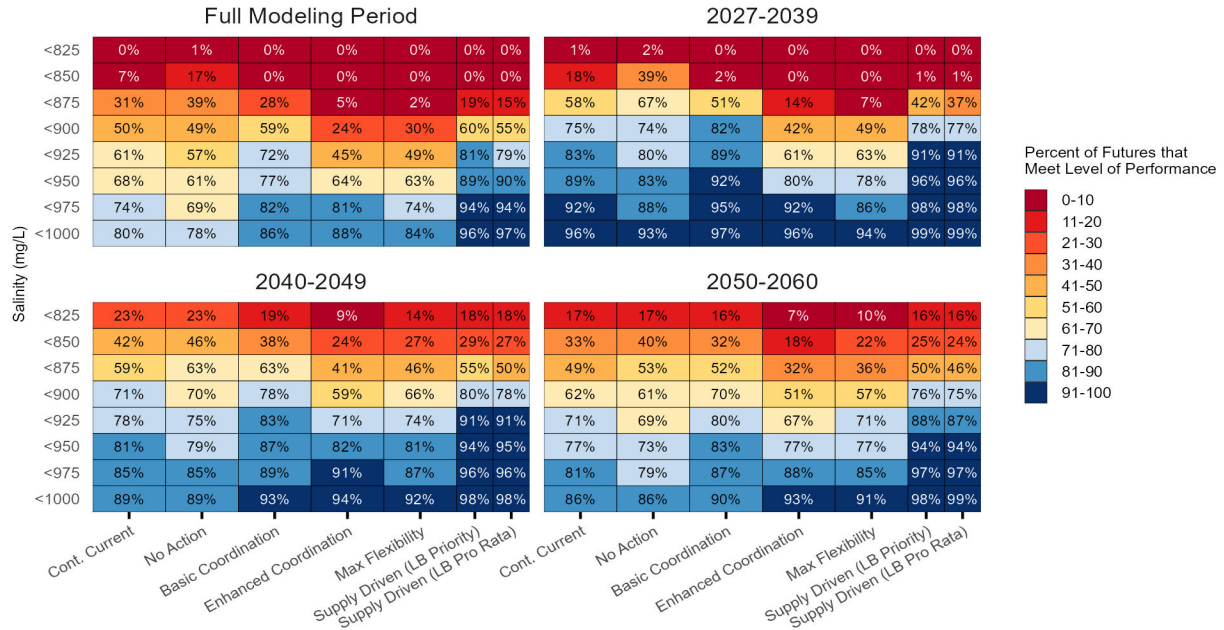 Full Modeling Period
2027-2039
<825 0% 1% 0% 0% 0% 0% 0% 1% 2% 0% 0% 0% 0% 0%
<850 7% 17% 0% 0% 0% 0% 0% 18% 39% 2% 0% 0% 1% 1%
<875 31% 39% 28% 5% 2% 19% 15% 58% 67% 51% 14% 7% 42% 37%
<900 50% 49% 59% 24% 30% 60% 55% 75% 74% 82% 42% 49% 78% 77%
<925 61% 57% 72% 45% 49% 81% 79% 83% 80% 89% 61% 63% 91% 91%
<950 68% 61% 77% 64% 63% 89% 90% 89% 83% 92% 80% 78% 96% 96%
<975 74% 69% 82% 81% 74% 94% 94% 92% 88% 95% 92% 86% 98% 98%
<1000 80% 78% 86% 88% 84% 96% 97% 96% 93% 97% 96% 94% 99% 99%
2040-2049
2050-2060
<825 23% 23% 19% 9% 14% 18% 18% 17% 17% 16% 7% 10% 16% 16%
<850 42% 46% 38% 24% 27% 29% 27% 33% 40% 32% 18% 22% 25% 24%
<875 59% 63% 63% 41% 46% 55% 50% 49% 53% 52% 32% 36% 50% 46%
<900 71% 70% 78% 59% 66% 80% 78% 62% 61% 70% 51% 57% 76% 75%
<925 78% 75% 83% 71% 74% 91% 91% 71% 69% 80% 67% 71% 88% 87%
<950 81% 79% 87% 82% 81% 94% 95% 77% 73% 83% 77% 77% 94% 94%
<975 85% 85% 89% 91% 87% 96% 96% 81% 79% 87% 88% 85% 97% 97%
<1000 89% 89% 93% 94% 92% 98% 98% 86% 86% 90% 93% 91% 98% 99%
Salinity (mg/L)
Cont. Current
No Action
Basic Coordination
Enhanced Coordination
Max Flexibility
Supply Driven (LB Priority)
Supply Driven (LB Pro Rata)
Cont. Current
No Action
Basic Coordination
Enhanced Coordination
Max Flexibility
Supply Driven (LB Priority)
Supply Driven (LB Pro Rata)
Percent of Futures that
Meet Level of Performance
0-10
11-20
21-30
31-40
41-50
51-60
61-70
71-80
81-90
91-100